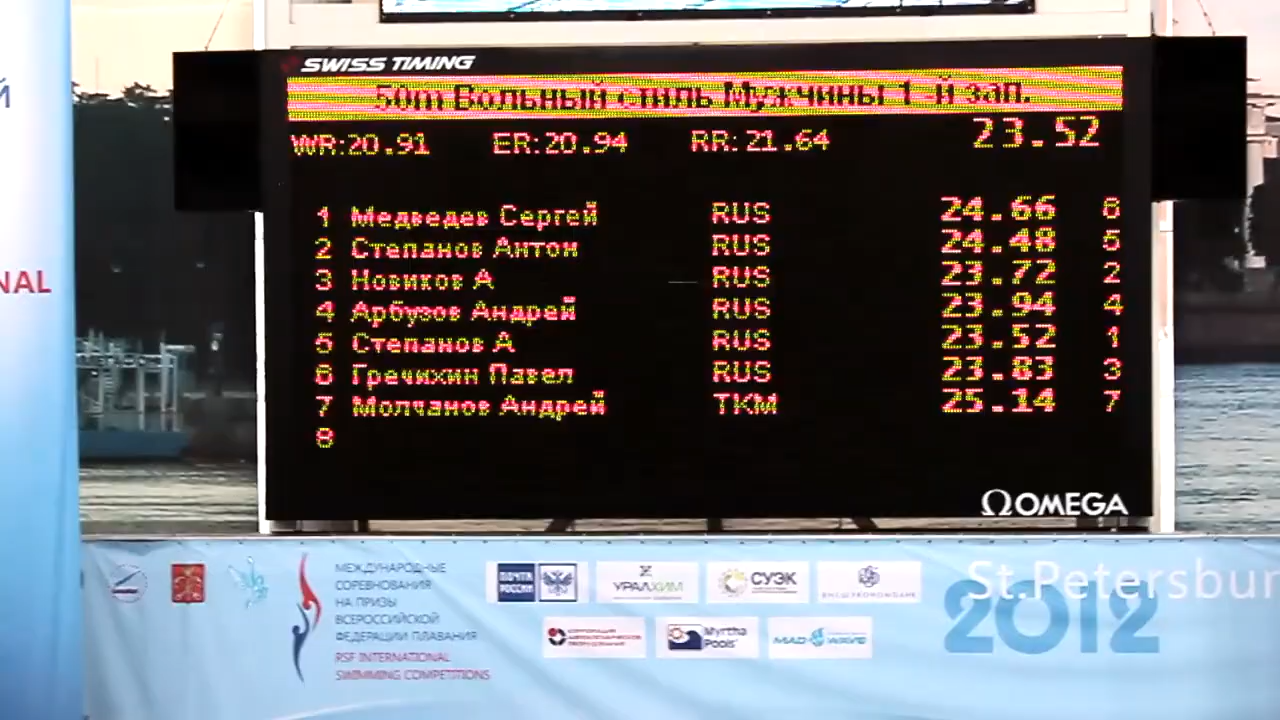 Й
NAL
SWISS TIMING
50m Вольный стиль Мужчины 1-й зап.
23.52
WR:20.91 ER:20.94 RR:21.64
1 Медведев Сергей RUS 24.66 6
2 Степанов Антон RUS 24.48 5
3 Новиков А RUS 23.72 2
4 Арбузов Андрей RUS 23.94 4
5 Степанов А RUS 23.52 1
6 Гречихин Павел RUS 23.83 3
7 Молчанов Андрей TKM 25.14 7
8
ΩOMEGA
МЕЖДУНАРОДНЫЕ
СОРЕВНОВАНИЯ
НА ПРИЗЫ
ВСЕРОССИЙСКОЙ
ФЕДЕРАЦИИ ПЛАВАНИЯ
RSF INTERNATIONAL
SWIMMING COMPETITIONS
ПОЧТА
РОССИИ
УРАЛХИМ
СУЭК
ВНЕШЭКОНОМБАНК
Myrtha
Pools
St.Petersbur
2012